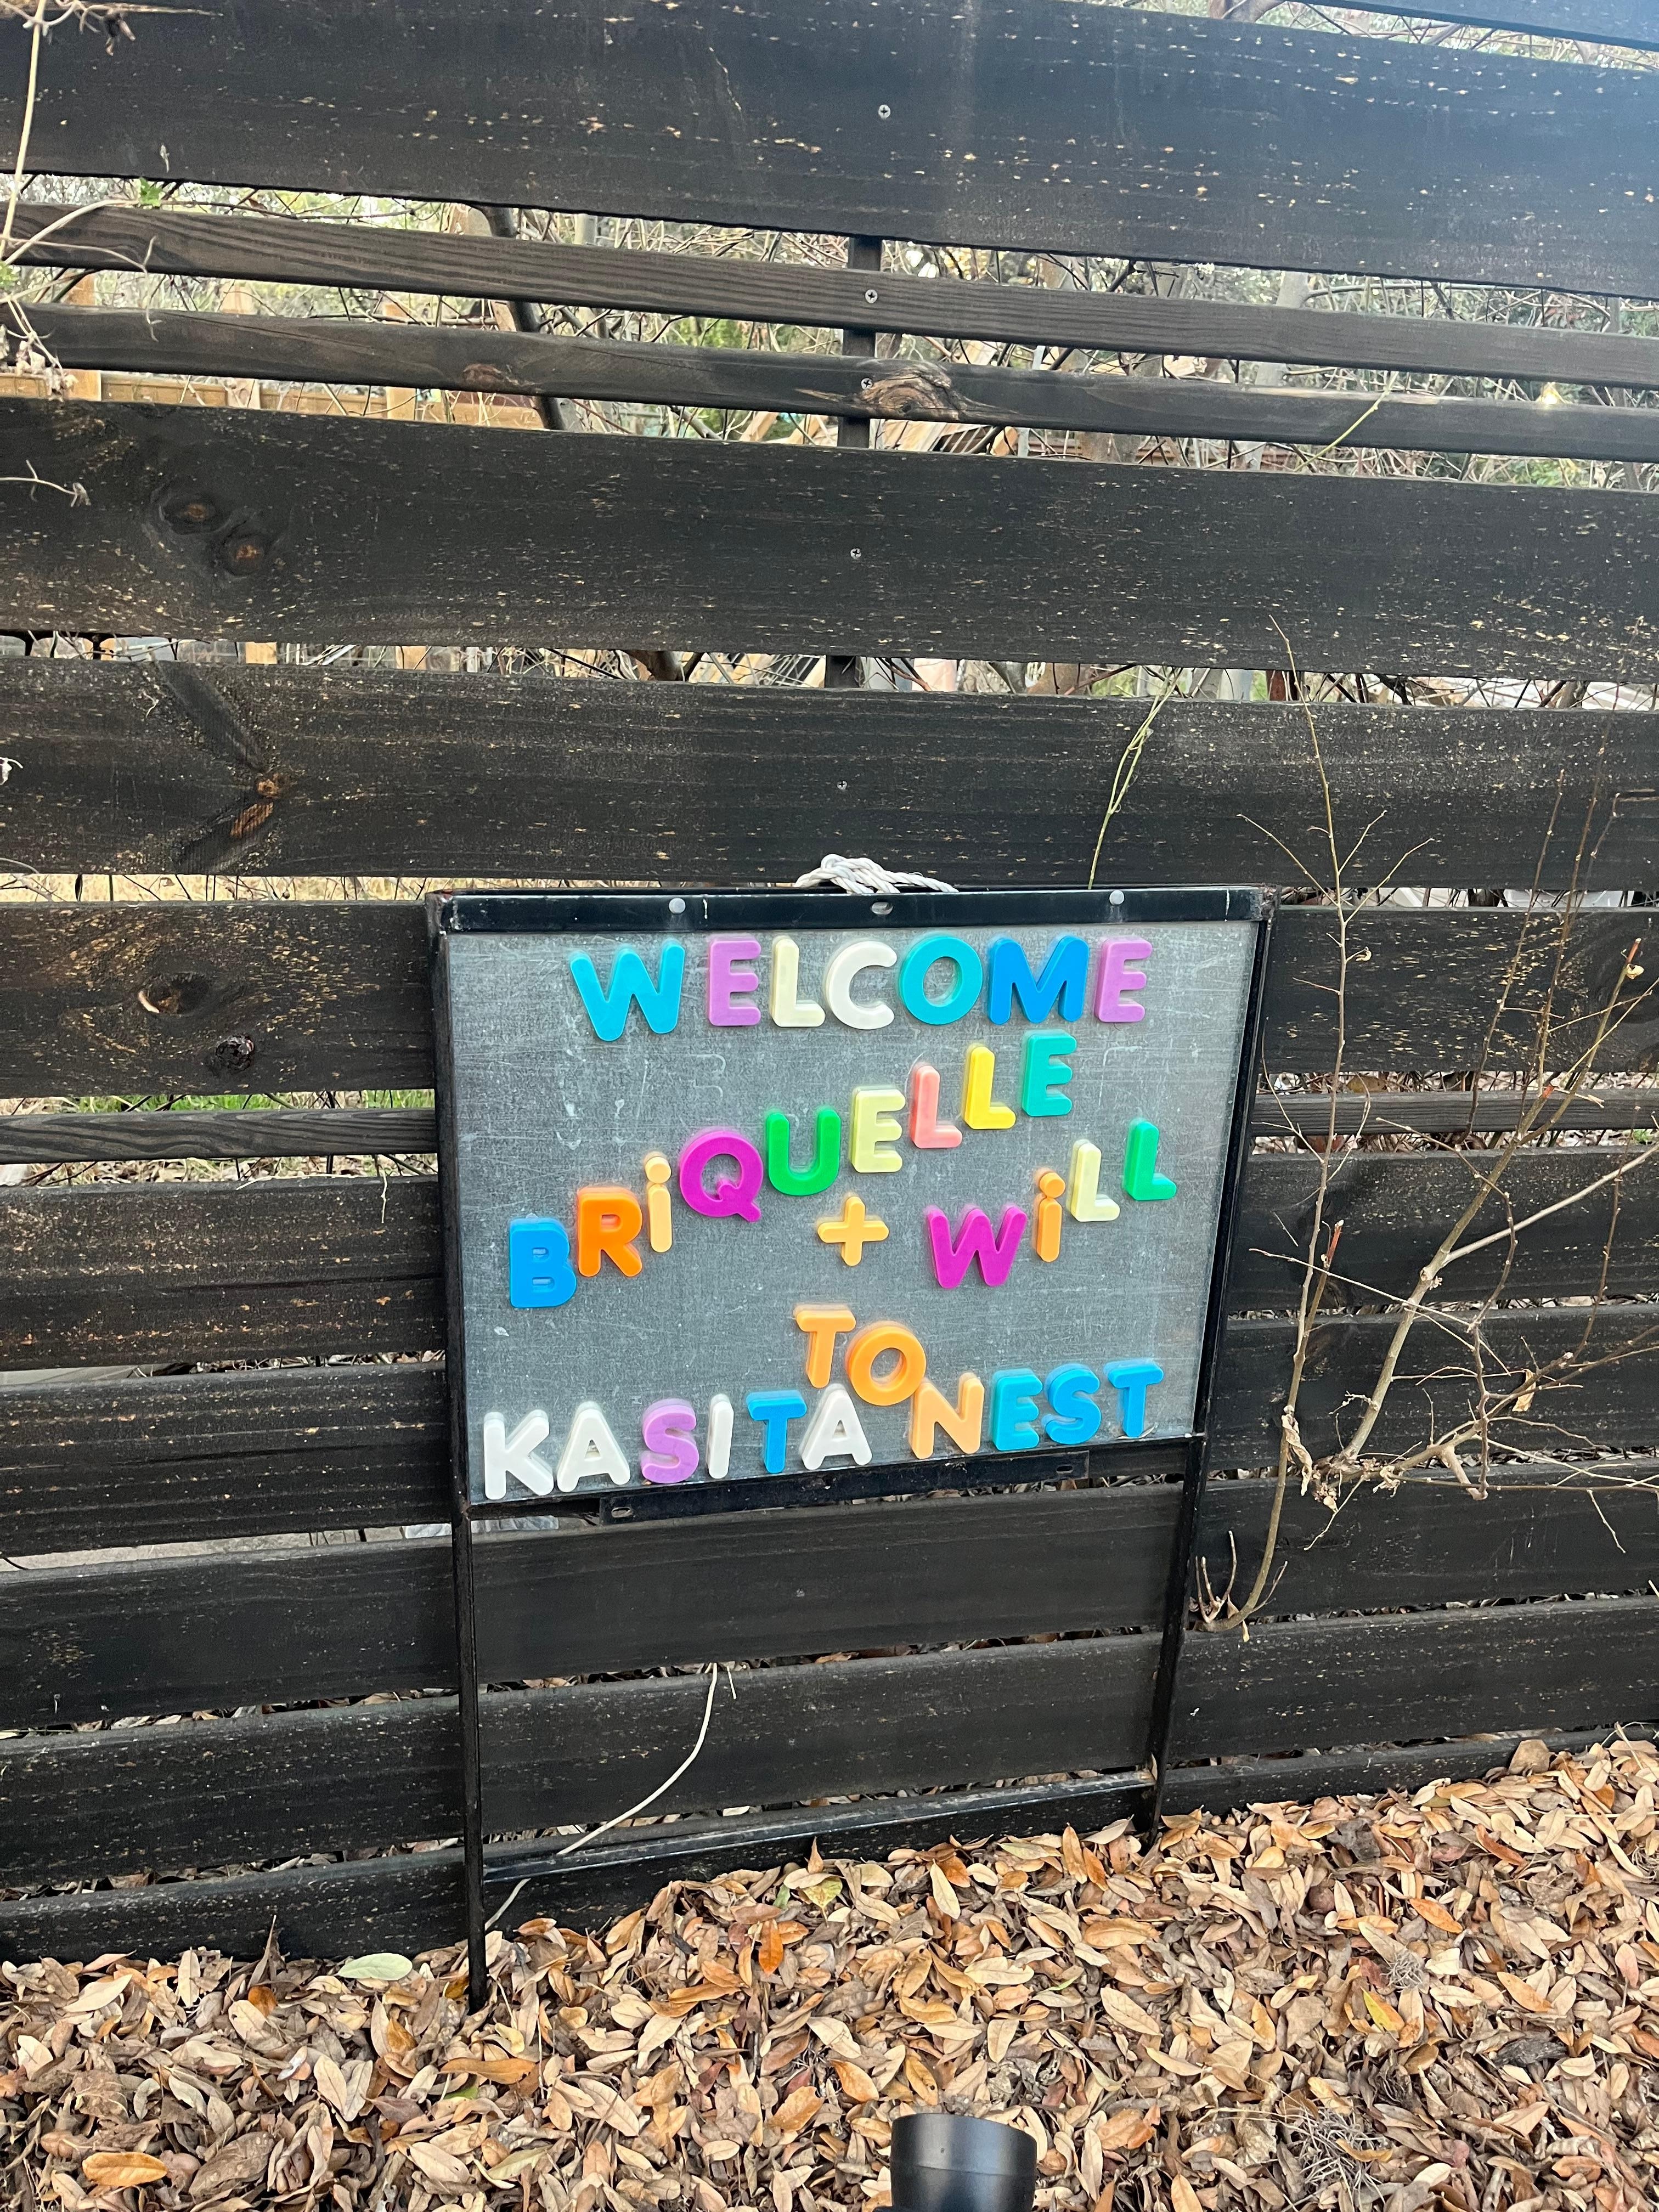 WELCOME
BRiQUELLE
+ WiLL
TO
KASITA NEST